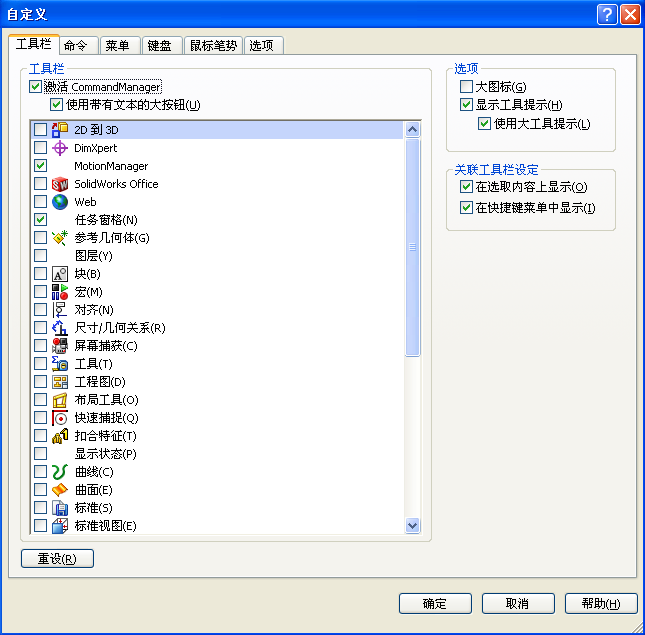 自定义
工具栏 命令 菜单 键盘 鼠标笔势 选项
工具栏
激活 CommandManager
使用带有文本的大按钮(U)
2D 到 3D
DimXpert
MotionManager
SolidWorks Office
Web
任务窗格(N)
参考几何体(G)
图层(Y)
块(B)
宏(M)
对齐(N)
尺寸/几何关系(R)
屏幕捕获(C)
工具(T)
工程图(D)
布局工具(O)
快速捕捉(Q)
扣合特征(T)
显示状态(P)
曲线(C)
曲面(E)
标准(S)
标准视图(E)
选项
大图标(G)
显示工具提示(H)
使用大工具提示(L)
关联工具栏设定
在选取内容上显示(O)
在快捷键菜单中显示(I)
重设(R)
确定 取消 帮助(H)